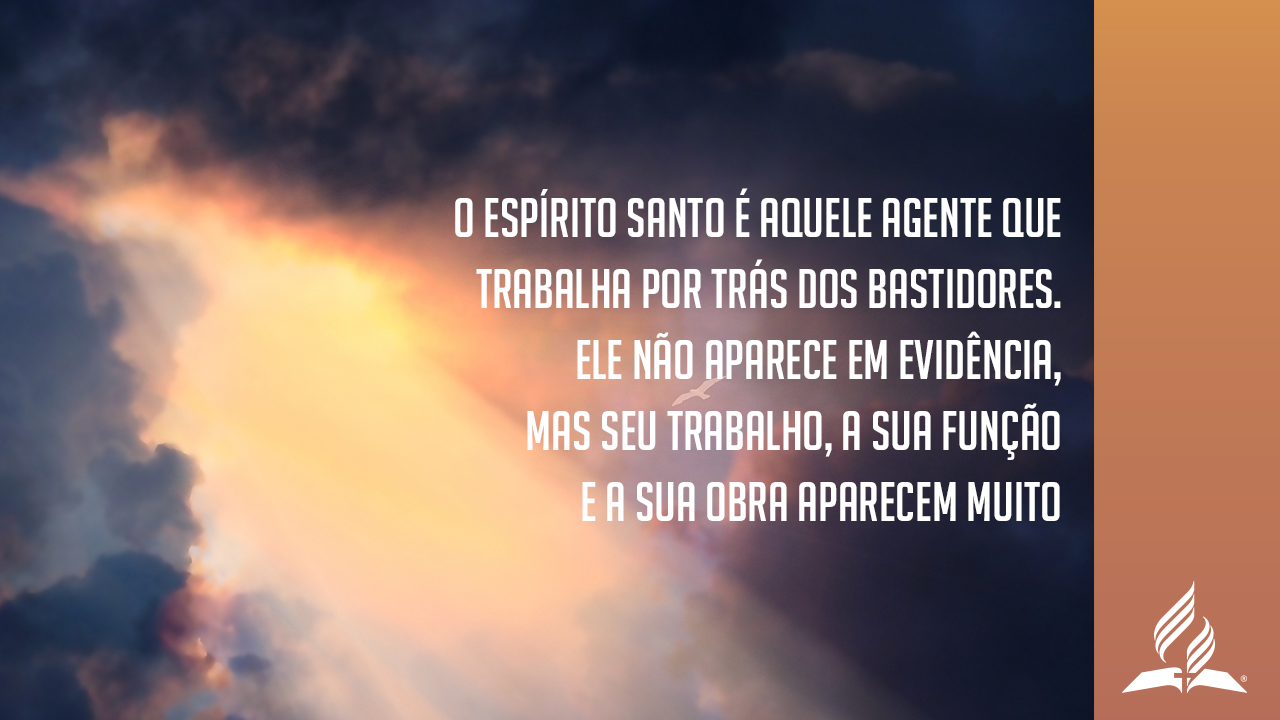 O ESPÍRITO SANTO É AQUELE AGENTE QUE
TRABALHA POR TRÁS DOS BASTIDORES.
ELE NÃO APARECE EM EVIDÊNCIA,
MAS SEU TRABALHO, A SUA FUNÇÃO
E A SUA OBRA APARECEM MUITO
®